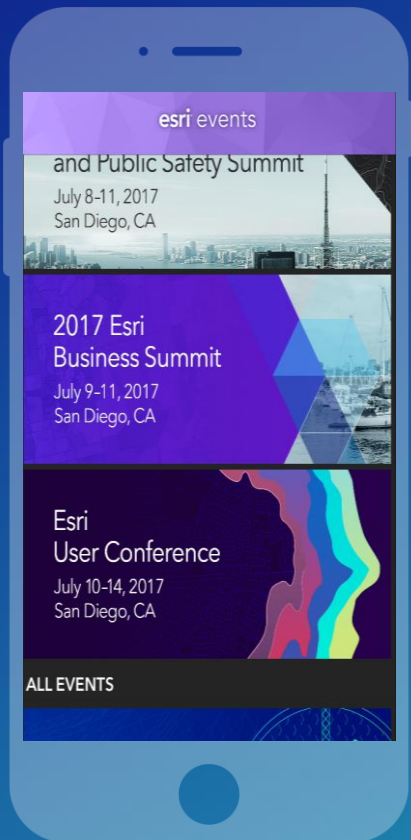 esri events
and Public Safety Summit
July 8-11, 2017
San Diego, CA
2017 Esri
Business Summit
July 9-11, 2017
San Diego, CA
Esri
User Conference
July 10-14, 2017
San Diego, CA
ALL EVENTS